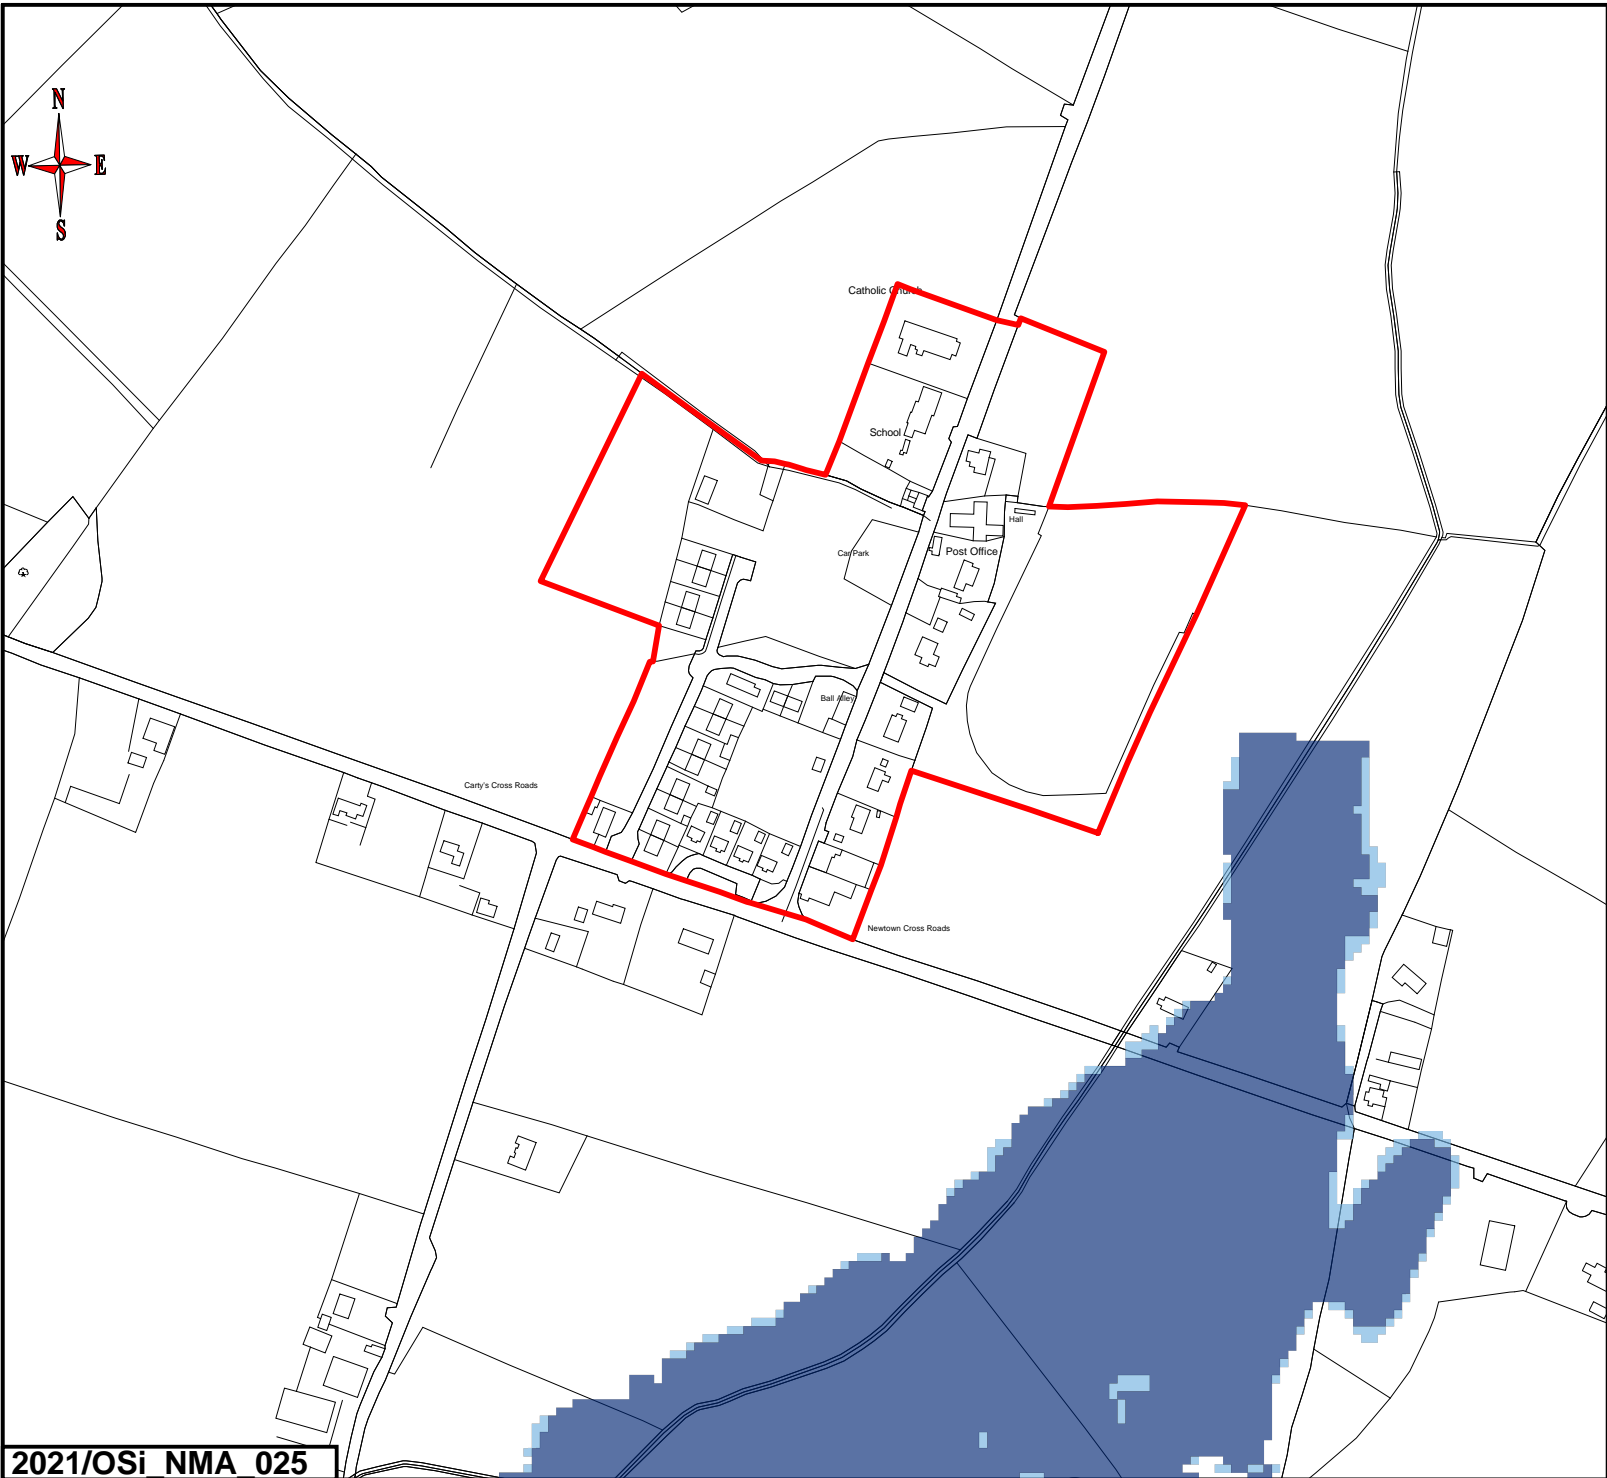 N
W E
S
Catholic Church
School
Hall
Post Office
Car Park
Ball Alley
Carty's Cross Roads
Newtown Cross Roads
2021/OSi_NMA_025